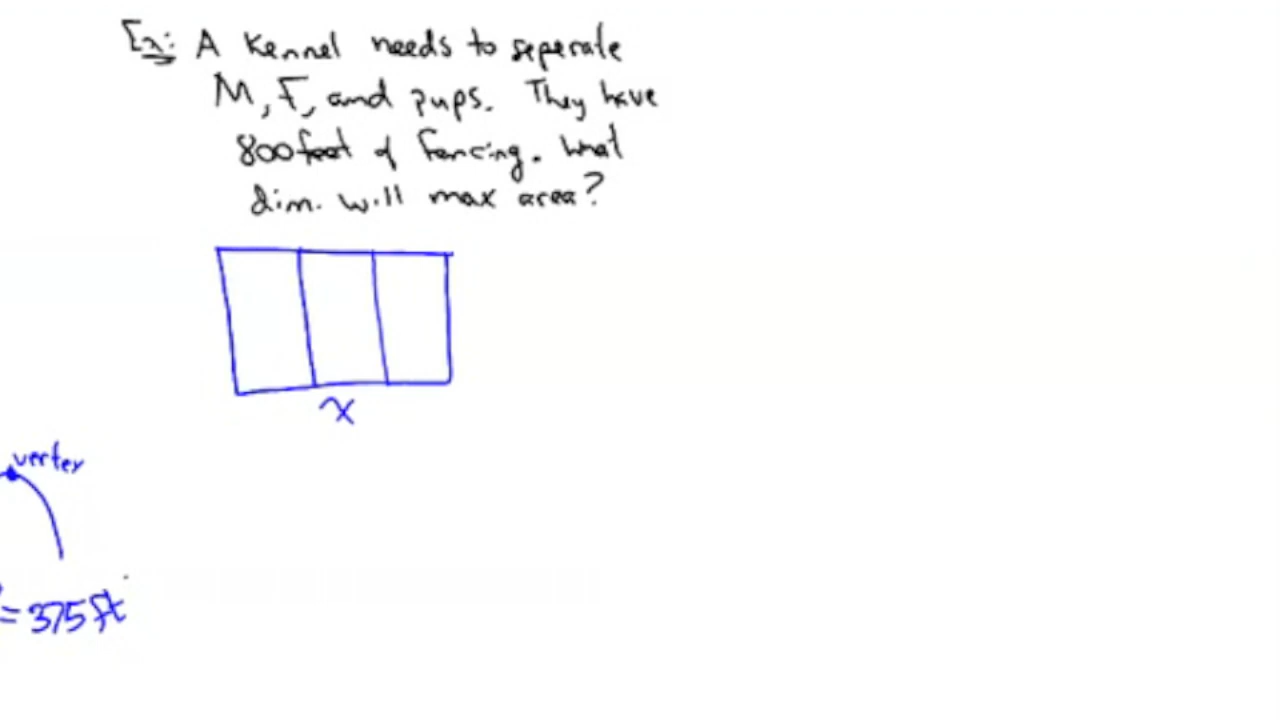 Ex: A Kennel needs to seperate
M, F, and pups. They have
800 feet of fencing. What
dim. will max area?
x
vertex
= 375 ft